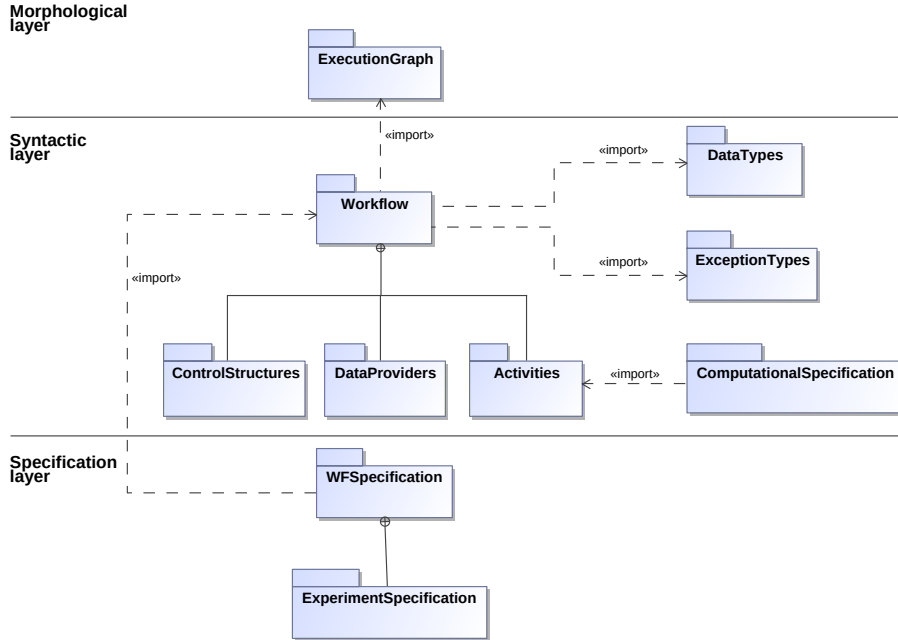 Morphological
layer
ExecutionGraph
«import»
Syntactic
layer
«import»
DataTypes
Workflow
«import»
ExceptionTypes
«import»
ControlStructures
DataProviders
Activities
«import»
ComputationalSpecification
Specification
layer
WFSpecification
ExperimentSpecification